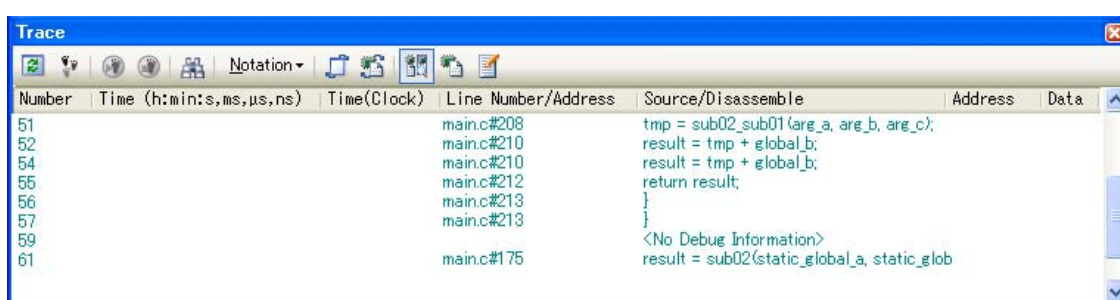 Trace
Notation
Number Time (h:min:s,ms,μs,ns) Time(Clock) Line Number/Address Source/Disassemble Address Data
51 main.c#208 tmp = sub02_sub01(arg_a, arg_b, arg_c);
52 main.c#210 result = tmp + global_b;
54 main.c#210 result = tmp + global_b;
55 main.c#212 return result;
56 main.c#213 }
57 main.c#213 }
59 <No Debug Information>
61 main.c#175 result = sub02(static_global_a, static_glob